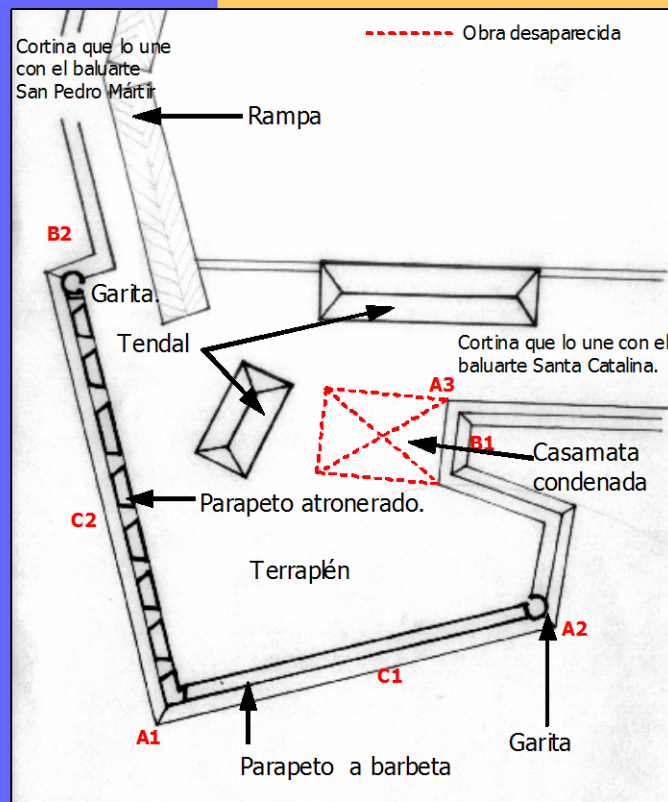 Obra desaparecida
Cortina que lo une
con el baluarte
San Pedro Mártir
Rampa
B2
Garita.
Tendal
Cortina que lo une con el
baluarte Santa Catalina.
A3
B1
Casamata
condenada
Parapeto atronerado.
C2
Terraplén
A2
C1
A1
Garita
Parapeto a barbeta